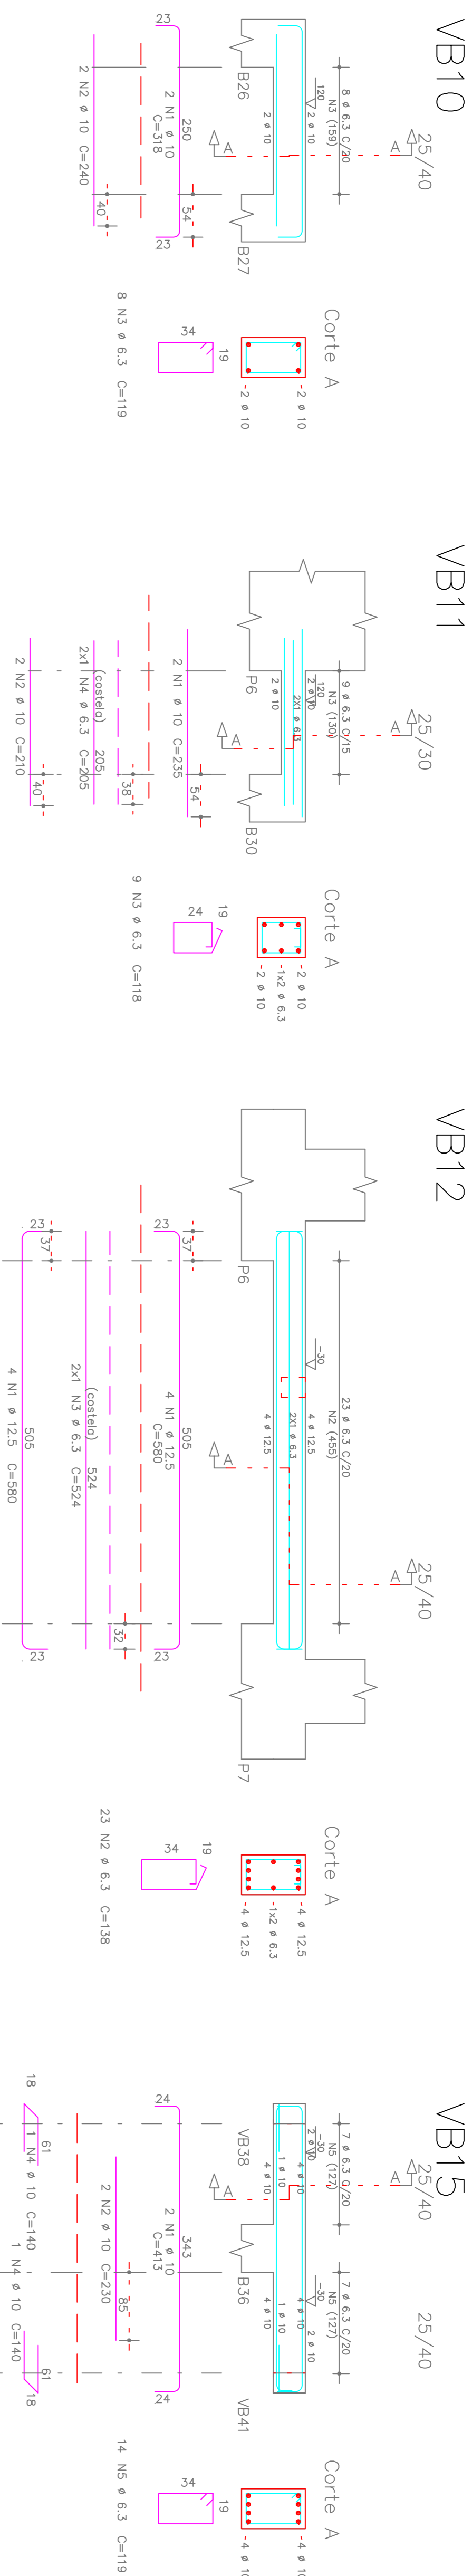 VB10
25/40
A
8 ø 6.3 C/20
N3 (159)
120
2 ø 10
2 ø 10
A
B26
B27
23
250
2 N1 ø 10
C=318
54
23
2 N2 ø 10 C=240
40
Corte A
2 ø 10
2 ø 10
19
34
8 N3 ø 6.3 C=119
VB11
25/30
A
9 ø 6.3 C/15
N3 (130)
120
2 ø 10
2X1 ø 6.3
2 ø 10
A
P6
B30
2 N1 ø 10 C=235
54
(costela) 205
2x1 N4 ø 6.3 C=205
38
2 N2 ø 10 C=210
40
Corte A
2 ø 10
1x2 ø 6.3
2 ø 10
19
24
9 N3 ø 6.3 C=118
VB12
25/40
A
23 ø 6.3 C/20
N2 (455)
-30
4 ø 12.5
2X1 ø 6.3
4 ø 12.5
A
P6
P7
37
23
505
4 N1 ø 12.5
C=580
23
(costela) 524
2x1 N3 ø 6.3 C=524
32
37
23
505
4 N1 ø 12.5 C=580
23
Corte A
4 ø 12.5
1x2 ø 6.3
4 ø 12.5
19
34
23 N2 ø 6.3 C=138
VB15
25/40
25/40
A
7 ø 6.3 C/20
N5 (127)
7 ø 6.3 C/20
N5 (127)
-30
-30
2 ø 10
4 ø 10
4 ø 10
2 ø 10
1 ø 10
1 ø 10
4 ø 10
4 ø 10
A
VB38
B36
VB41
24
343
2 N1 ø 10
C=413
24
2 N2 ø 10 C=230
85
61
18
1 N4 ø 10 C=140
61
18
1 N4 ø 10 C=140
Corte A
4 ø 10
4 ø 10
19
34
14 N5 ø 6.3 C=119